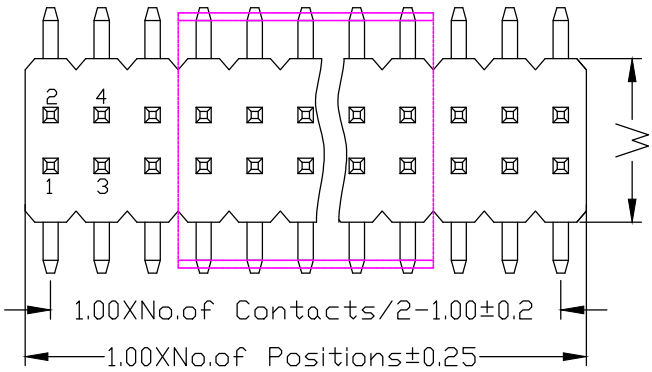 2 4
1 3
W
1.00XNo.of Contacts/2-1.00±0.2
1.00XNo.of Positions±0.25